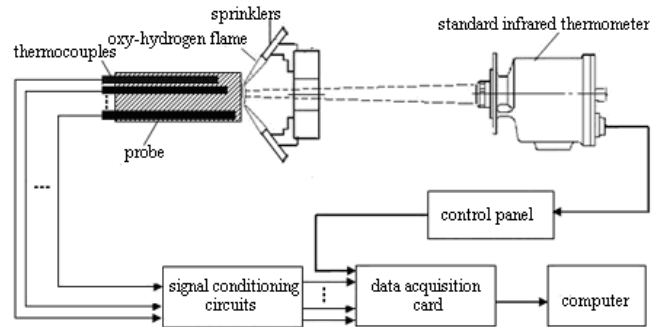 sprinklers
standard infrared thermometer
oxy-hydrogen flame
thermocouples
probe
control panel
signal conditioning
circuits
data acquisition
card
computer